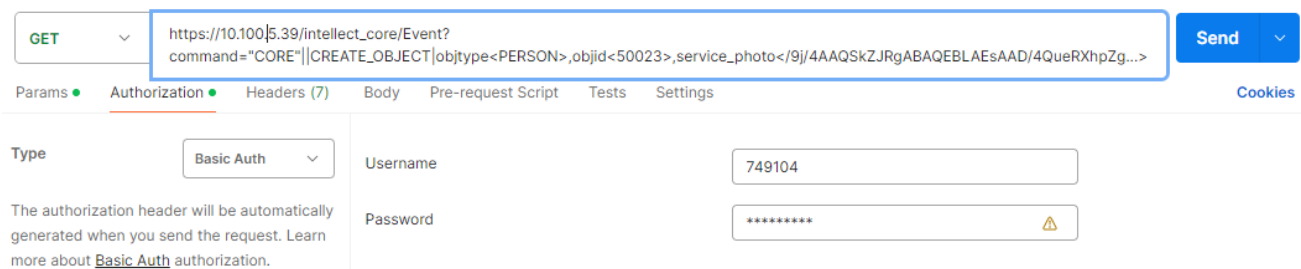 GET
https://10.100.5.39/intellect_core/Event?
command="CORE"||CREATE_OBJECT|objtype<PERSON>,objid<50023>,service_photo</9j/4AAQSkZJRgABAQEBLAEsAAD/4QueRXhpZg...>
Send
Params Authorization Headers (7) Body Pre-request Script Tests Settings Cookies
Type
Basic Auth
The authorization header will be automatically
generated when you send the request. Learn
more about Basic Auth authorization.
Username
749104
Password
*********